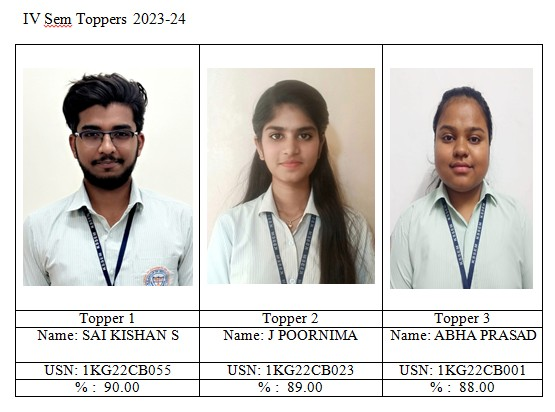 IV Sem Toppers 2023-24
Topper 1 Topper 2 Topper 3
Name: SAI KISHAN S Name: J POORNIMA Name: ABHA PRASAD
USN: 1KG22CB055 USN: 1KG22CB023 USN: 1KG22CB001
% : 90.00 % : 89.00 % : 88.00